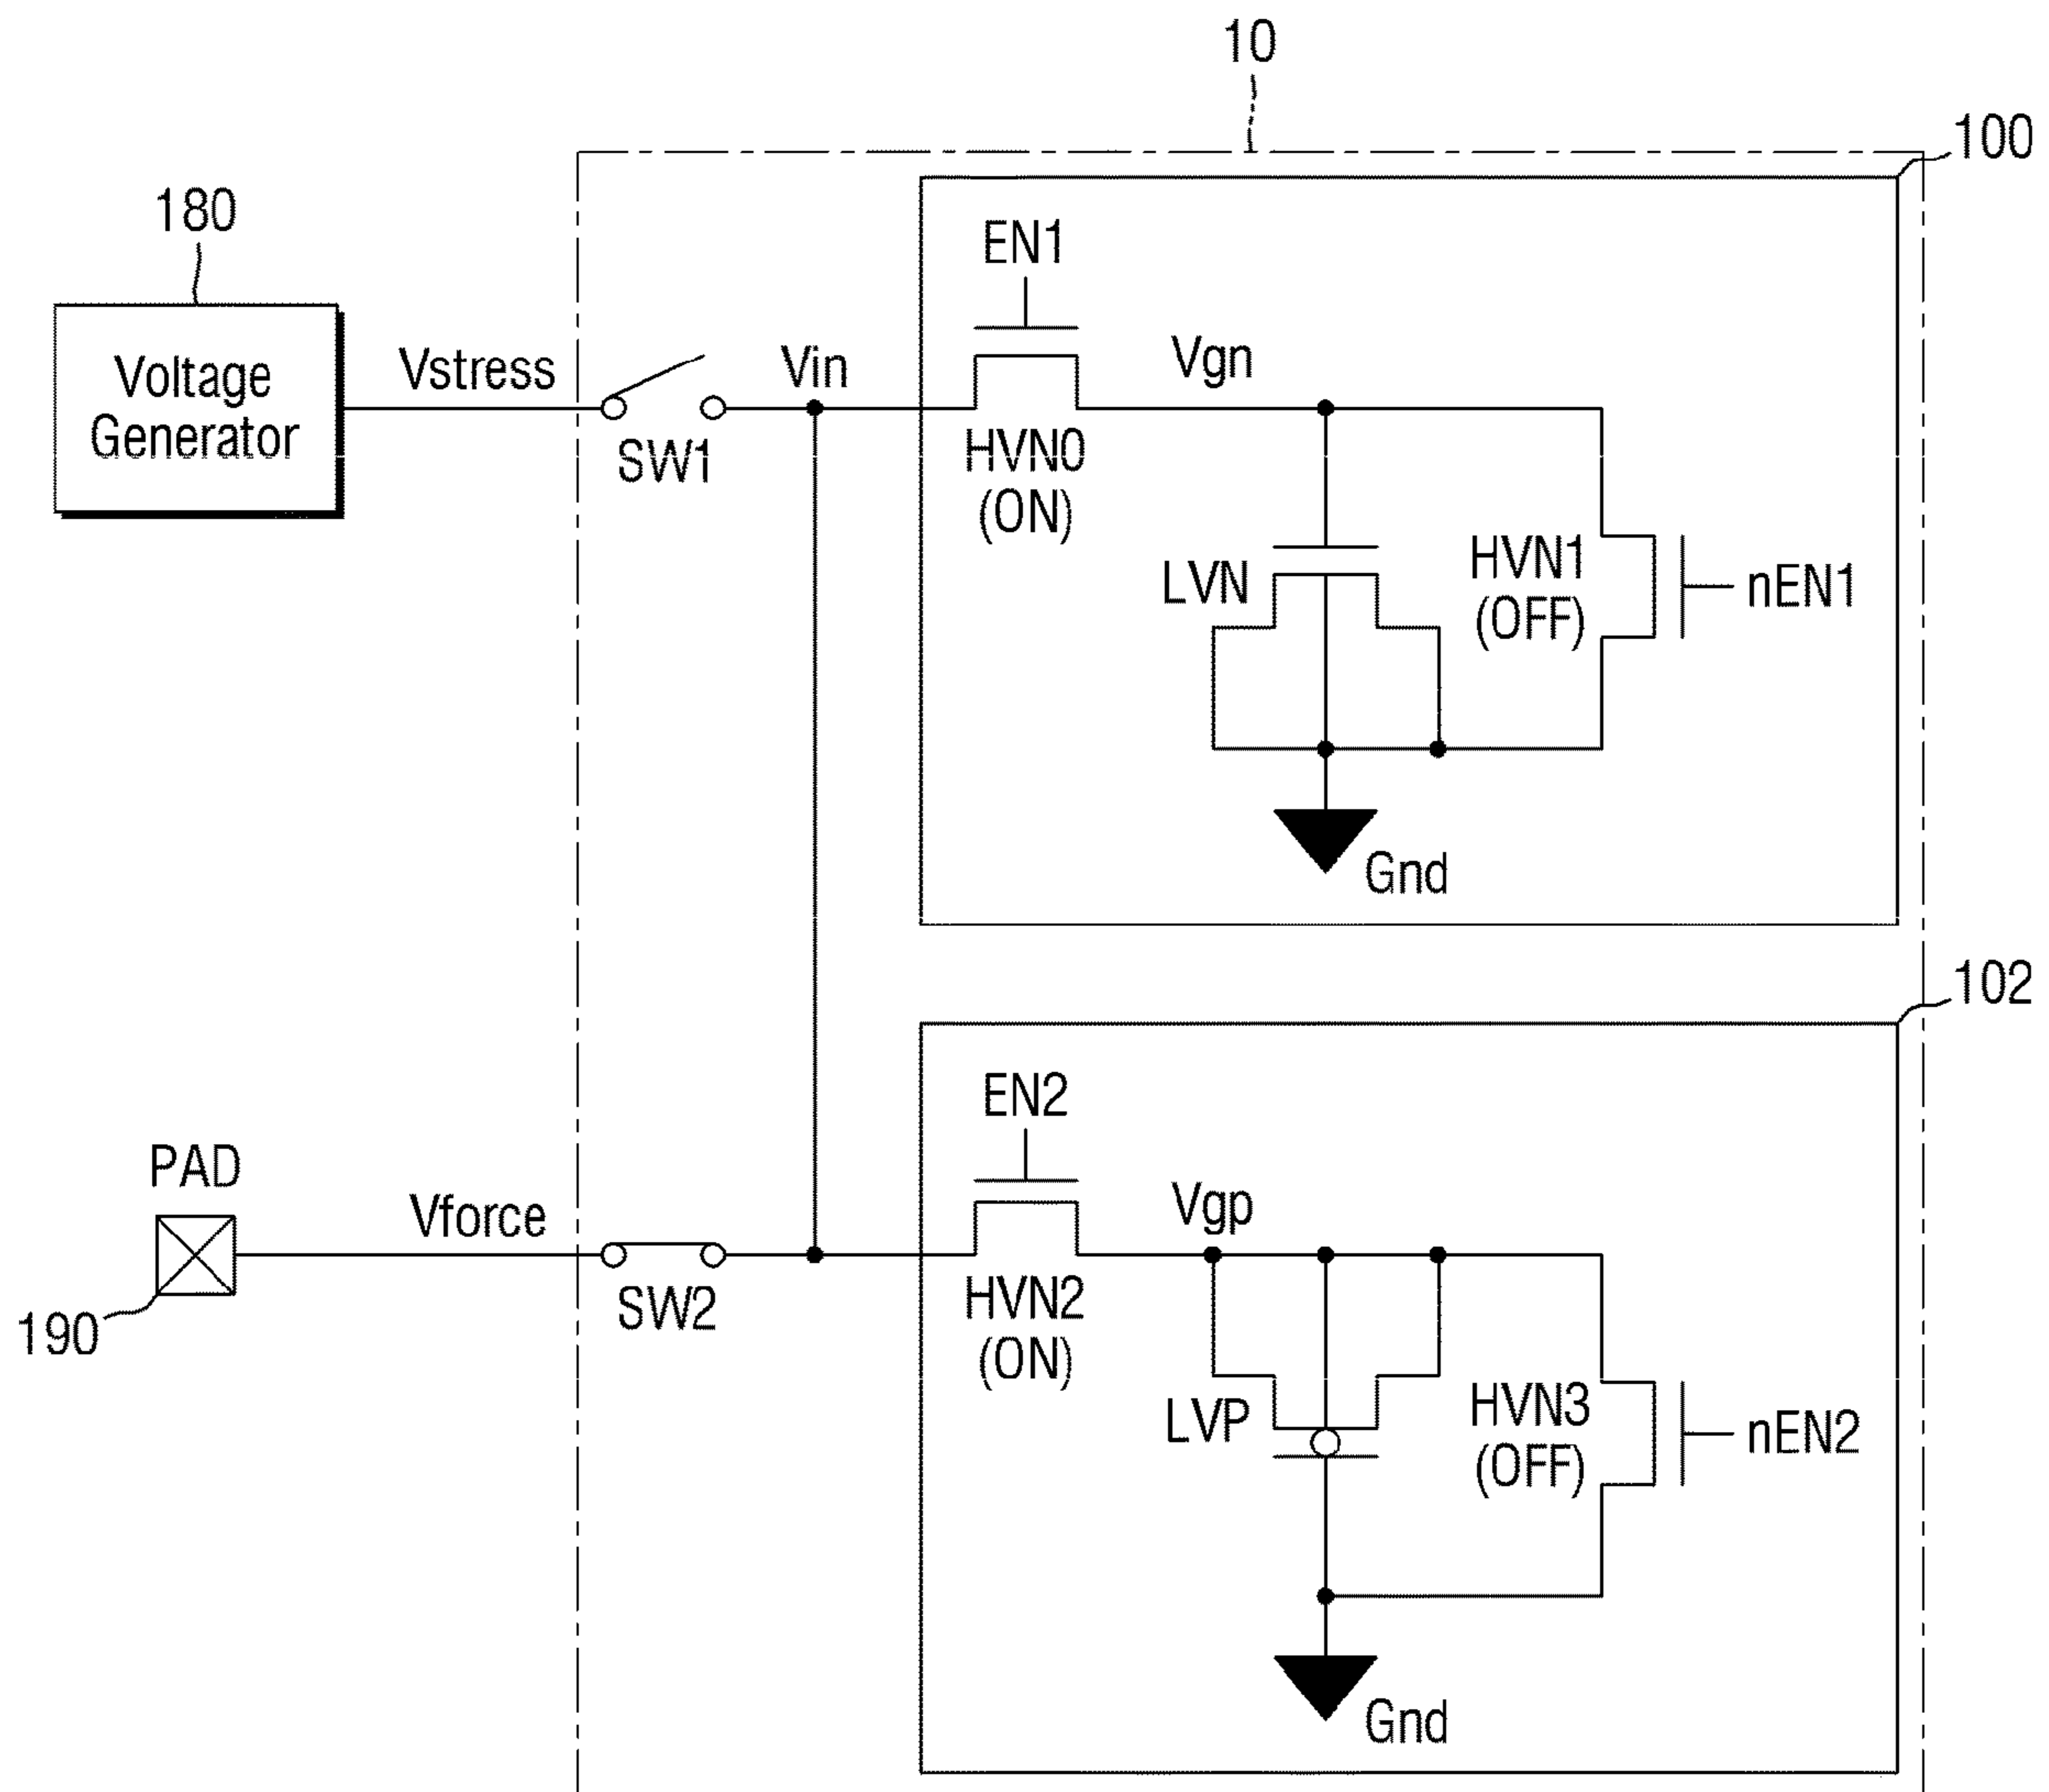 10
100
180
EN1
Voltage
Generator
Vstress
Vin
Vgn
SW1
HVN0
(ON)
LVN
HVN1
(OFF)
nEN1
Gnd
102
EN2
PAD
Vforce
Vgp
190
SW2
HVN2
(ON)
LVP
HVN3
(OFF)
nEN2
Gnd